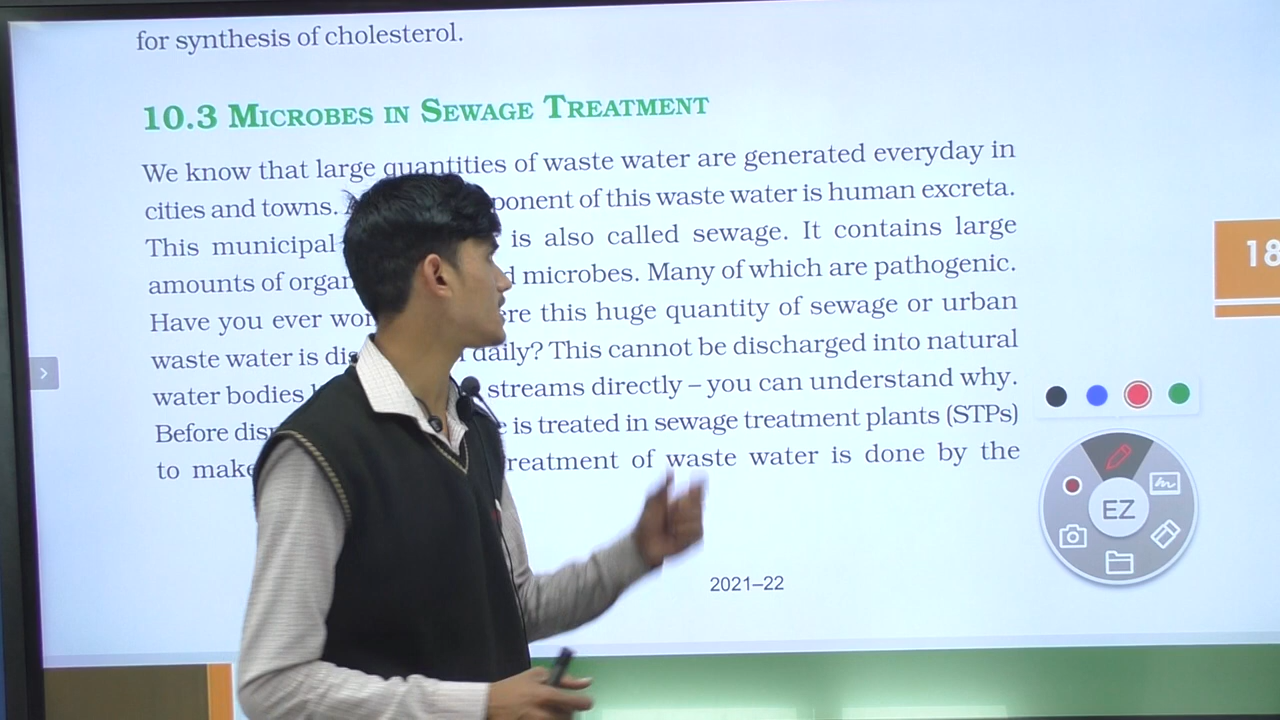 for synthesis of cholesterol.
10.3 MICROBES IN SEWAGE TREATMENT
We know that large quantities of waste water are generated everyday in
cities and towns. ponent of this waste water is human excreta.
This municipal is also called sewage. It contains large
amounts of organ d microbes. Many of which are pathogenic.
Have you ever wo re this huge quantity of sewage or urban
waste water is dis daily? This cannot be discharged into natural
water bodies streams directly – you can understand why.
Before disp e is treated in sewage treatment plants (STPs)
to make reatment of waste water is done by the
18
EZ
2021–22